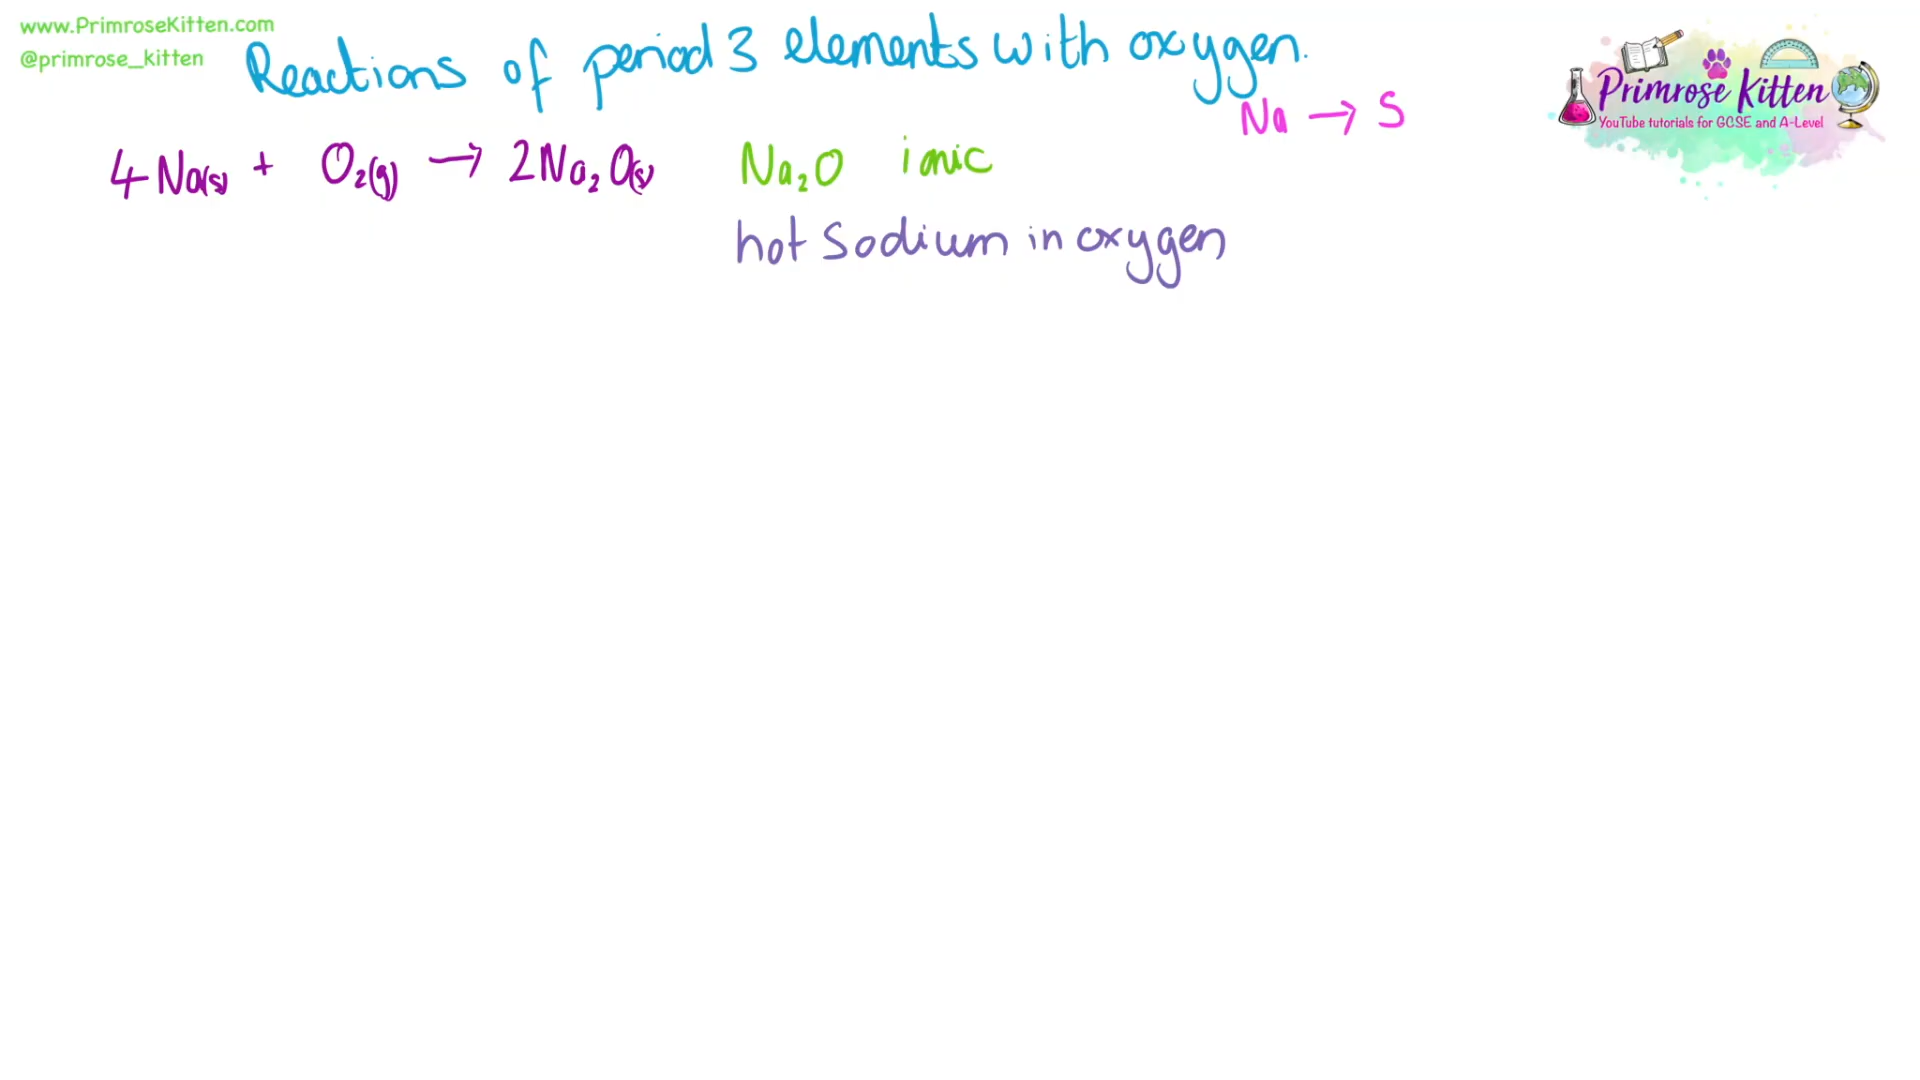 www.PrimroseKitten.com
@primrose_kitten
Reactions of period 3 elements with oxygen.
Na → S
Primrose Kitten
YouTube tutorials for GCSE and A-Level
4Na(s) + O₂(g) → 2Na₂O(s) Na₂O ionic
hot sodium in oxygen